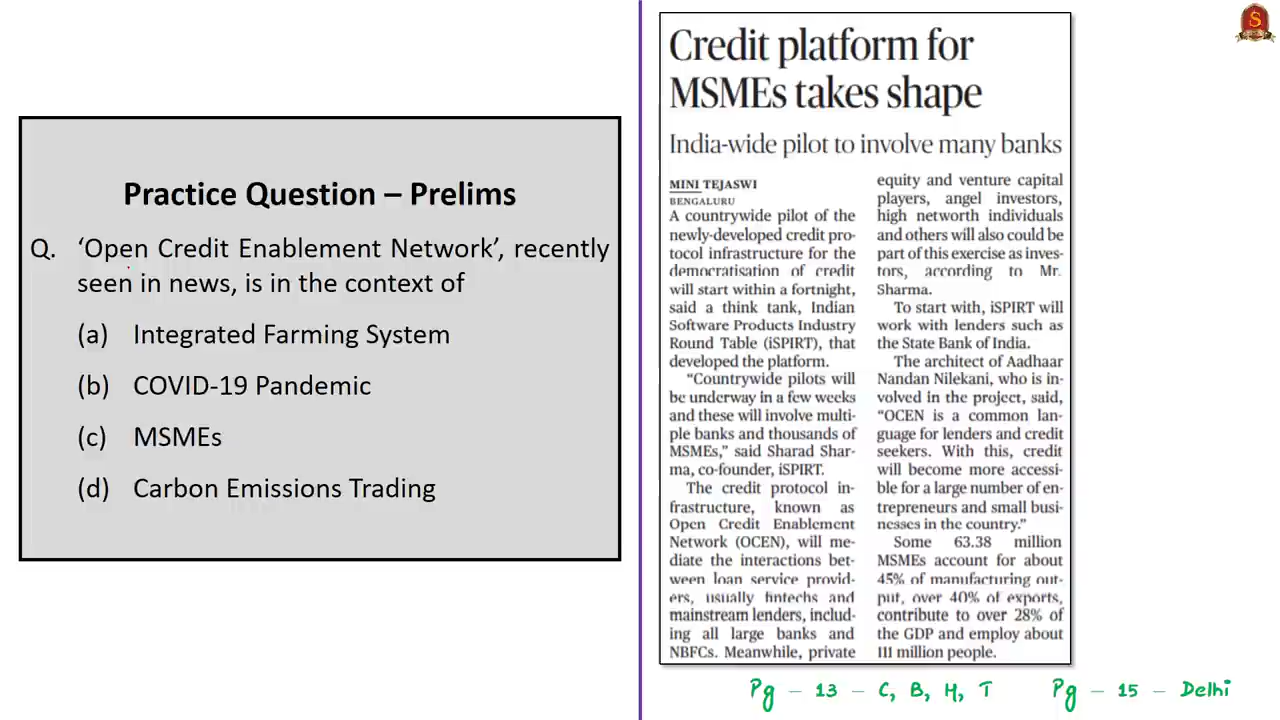 Practice Question – Prelims
Q. ‘Open Credit Enablement Network’, recently
seen in news, is in the context of
(a) Integrated Farming System
(b) COVID-19 Pandemic
(c) MSMEs
(d) Carbon Emissions Trading
Credit platform for
MSMEs takes shape
India-wide pilot to involve many banks
MINI TEJASWI
BENGALURU
A countrywide pilot of the
newly-developed credit pro-
tocol infrastructure for the
democratisation of credit
will start within a fortnight,
said a think tank, Indian
Software Products Industry
Round Table (iSPIRT), that
developed the platform.
“Countrywide pilots will
be underway in a few weeks
and these will involve multi-
ple banks and thousands of
MSMEs,” said Sharad Shar-
ma, co-founder, iSPIRT.
The credit protocol in-
frastructure, known as
Open Credit Enablement
Network (OCEN), will me-
diate the interactions bet-
ween loan service provid-
ers, usually fintechs and
mainstream lenders, includ-
ing all large banks and
NBFCs. Meanwhile, private
equity and venture capital
players, angel investors,
high networth individuals
and others will also could be
part of this exercise as inves-
tors, according to Mr.
Sharma.
To start with, iSPIRT will
work with lenders such as
the State Bank of India.
The architect of Aadhaar
Nandan Nilekani, who is in-
volved in the project, said,
“OCEN is a common lan-
guage for lenders and credit
seekers. With this, credit
will become more accessi-
ble for a large number of en-
trepreneurs and small busi-
nesses in the country.”
Some 63.38 million
MSMEs account for about
45% of manufacturing out-
put, over 40% of exports,
contribute to over 28% of
the GDP and employ about
111 million people.
Pg – 13 – C, B, H, T Pg – 15 – Delhi
S